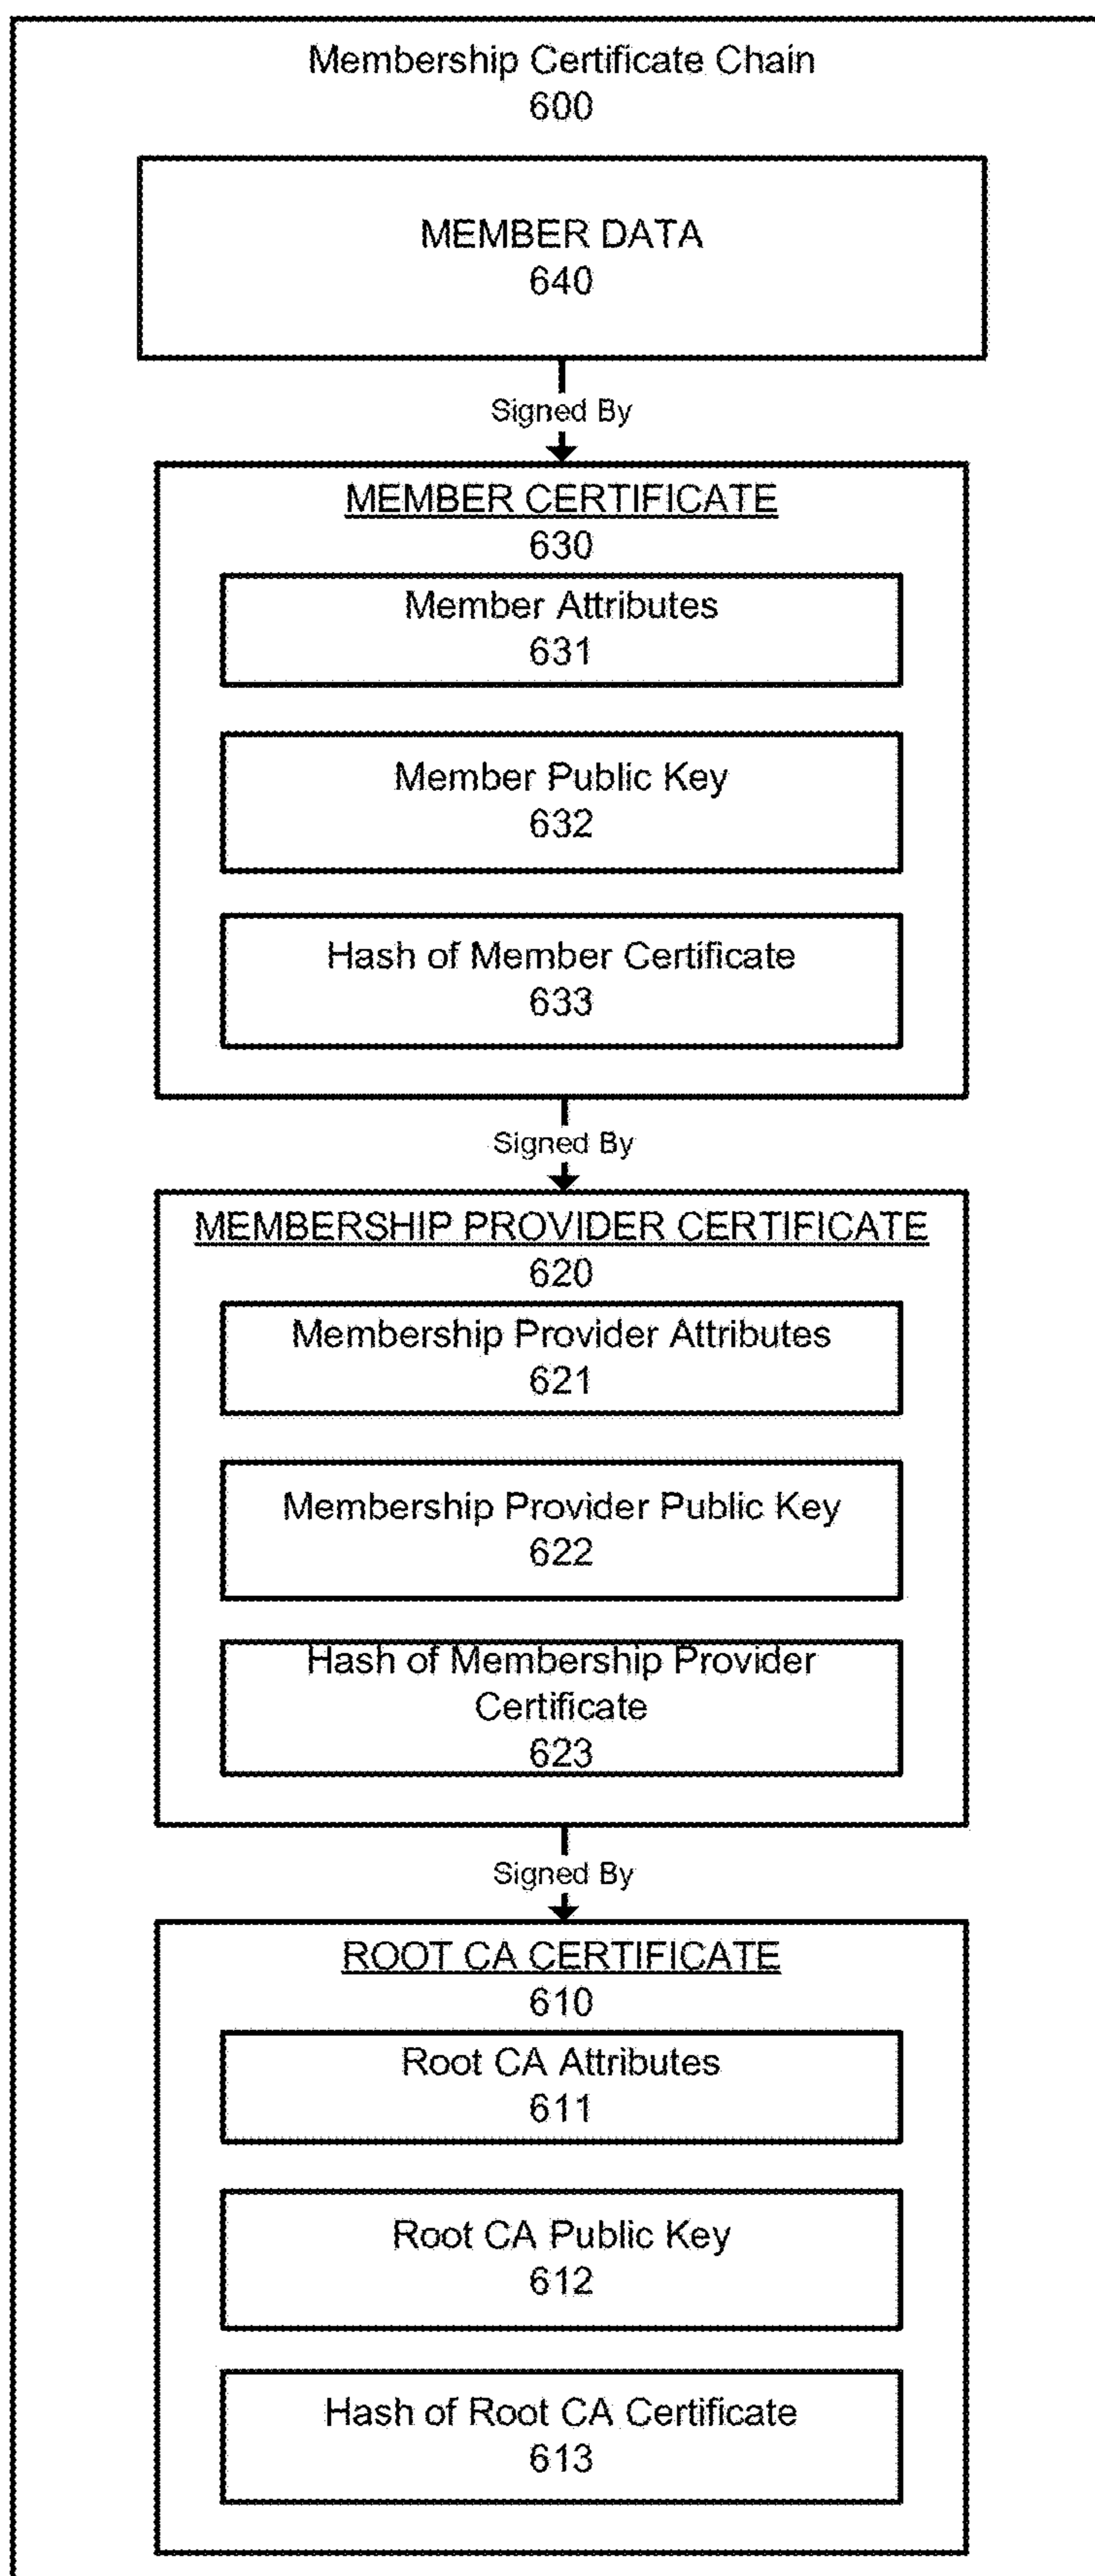 Membership Certificate Chain
600
MEMBER DATA
640
Signed By
MEMBER CERTIFICATE
630
Member Attributes
631
Member Public Key
632
Hash of Member Certificate
633
Signed By
MEMBERSHIP PROVIDER CERTIFICATE
620
Membership Provider Attributes
621
Membership Provider Public Key
622
Hash of Membership Provider
Certificate
623
Signed By
ROOT CA CERTIFICATE
610
Root CA Attributes
611
Root CA Public Key
612
Hash of Root CA Certificate
613